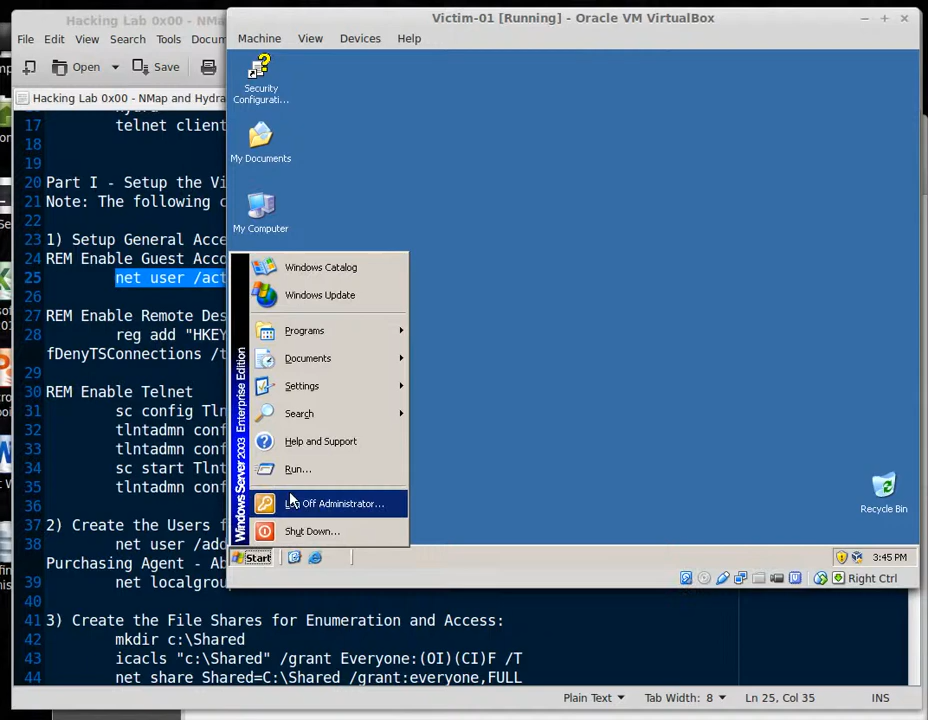 Hacking Lab 0x00 - NMap
File Edit View Search Tools Docum
Open Save
Hacking Lab 0x00 - NMap and Hydra
17 telnet client
18
19
20 Part I - Setup the Vi
21 Note: The following c
22
23 1) Setup General Acce
24 REM Enable Guest Acco
25 net user /act
26
27 REM Enable Remote Des
28 reg add "HKEY
fDenyTSConnections /t
29
30 REM Enable Telnet
31 sc config Tln
32 tlntadmn conf
33 tlntadmn conf
34 sc start Tlnt
35 tlntadmn conf
36
37 2) Create the Users f
38 net user /add
Purchasing Agent - Ab
39 net localgrou
40
41 3) Create the File Shares for Enumeration and Access:
42 mkdir c:\Shared
43 icacls "c:\Shared" /grant Everyone:(OI)(CI)F /T
44 net share Shared=C:\Shared /grant:everyone,FULL
Plain Text Tab Width: 8 Ln 25, Col 35 INS
Victim-01 [Running] - Oracle VM VirtualBox
Machine View Devices Help
Security
Configurati...
My Documents
My Computer
Windows Catalog
Windows Update
Programs
Documents
Settings
Search
Help and Support
Run...
Off Administrator...
Shut Down...
Windows Server 2003 Enterprise Edition
Recycle Bin
Start
3:45 PM
Right Ctrl